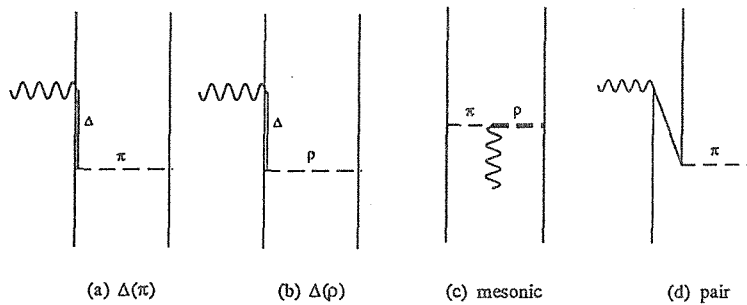 Δ
π
Δ
ρ
π ρ
π
(a) Δ(π) (b) Δ(ρ) (c) mesonic (d) pair